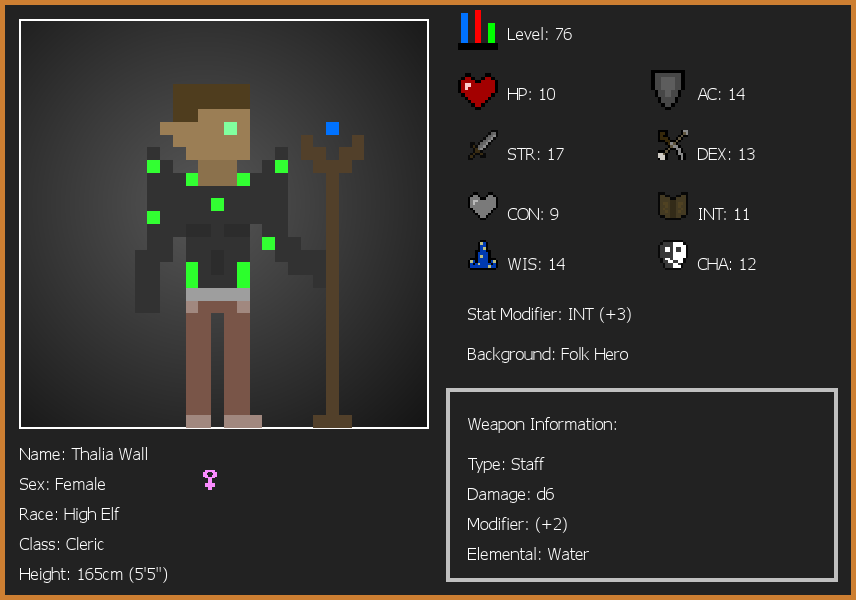 Level: 76
HP: 10
AC: 14
STR: 17
DEX: 13
CON: 9
INT: 11
WIS: 14
CHA: 12
Stat Modifier: INT (+3)
Background: Folk Hero
Weapon Information:
Type: Staff
Damage: d6
Modifier: (+2)
Elemental: Water
Name: Thalia Wall
Sex: Female
Race: High Elf
Class: Cleric
Height: 165cm (5'5")